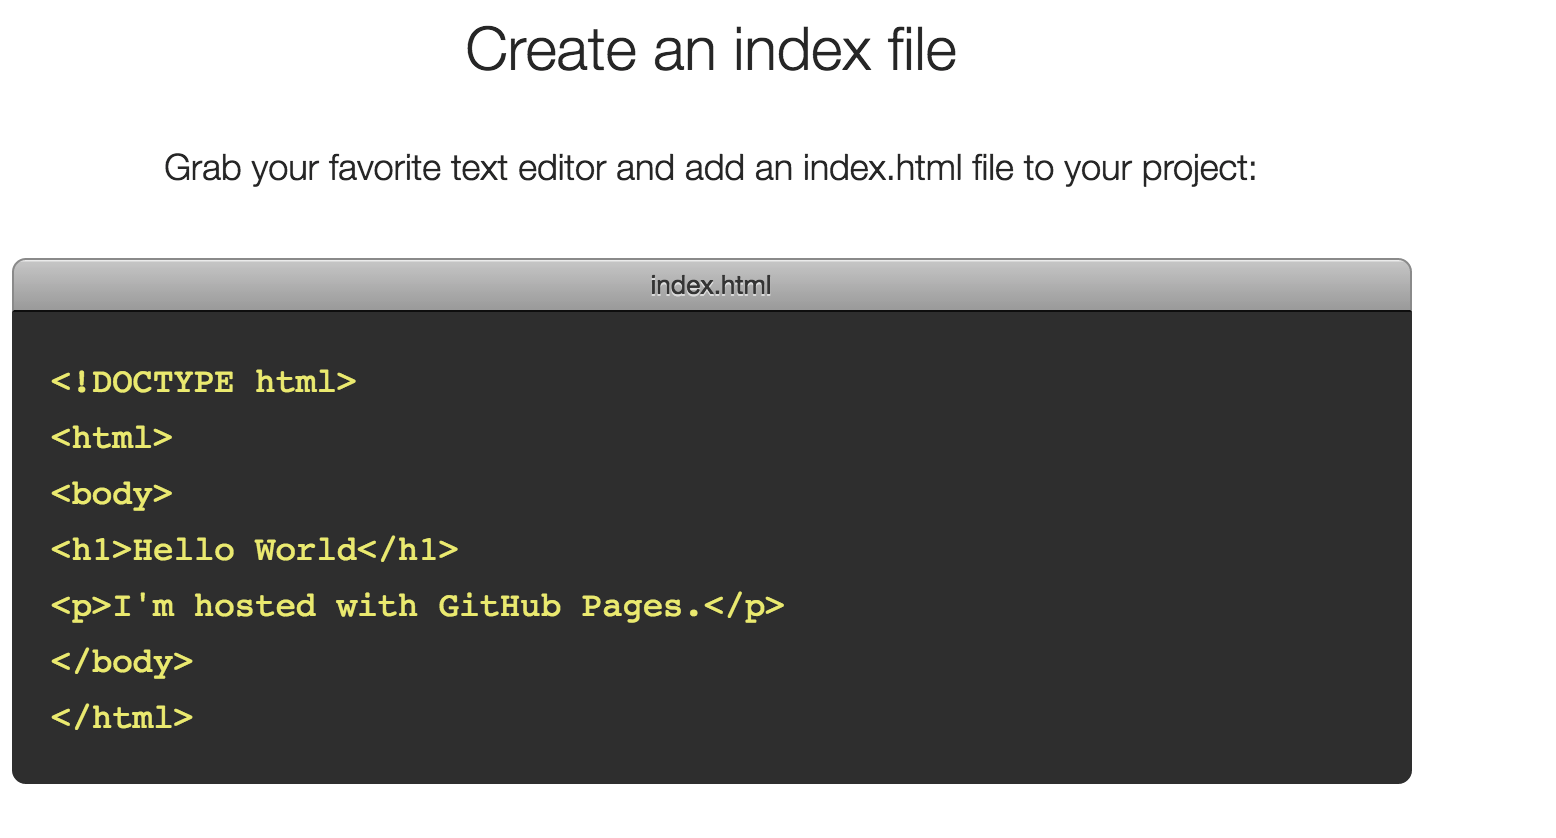 Create an index file
Grab your favorite text editor and add an index.html file to your project:
index.html
<!DOCTYPE html>
<html>
<body>
<h1>Hello World</h1>
<p>I'm hosted with GitHub Pages.</p>
</body>
</html>